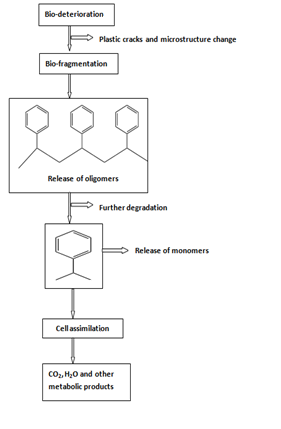 Bio-deterioration
Plastic cracks and microstructure change
Bio-fragmentation
Release of oligomers
Further degradation
Release of monomers
Cell assimilation
CO₂, H₂O and other
metabolic products